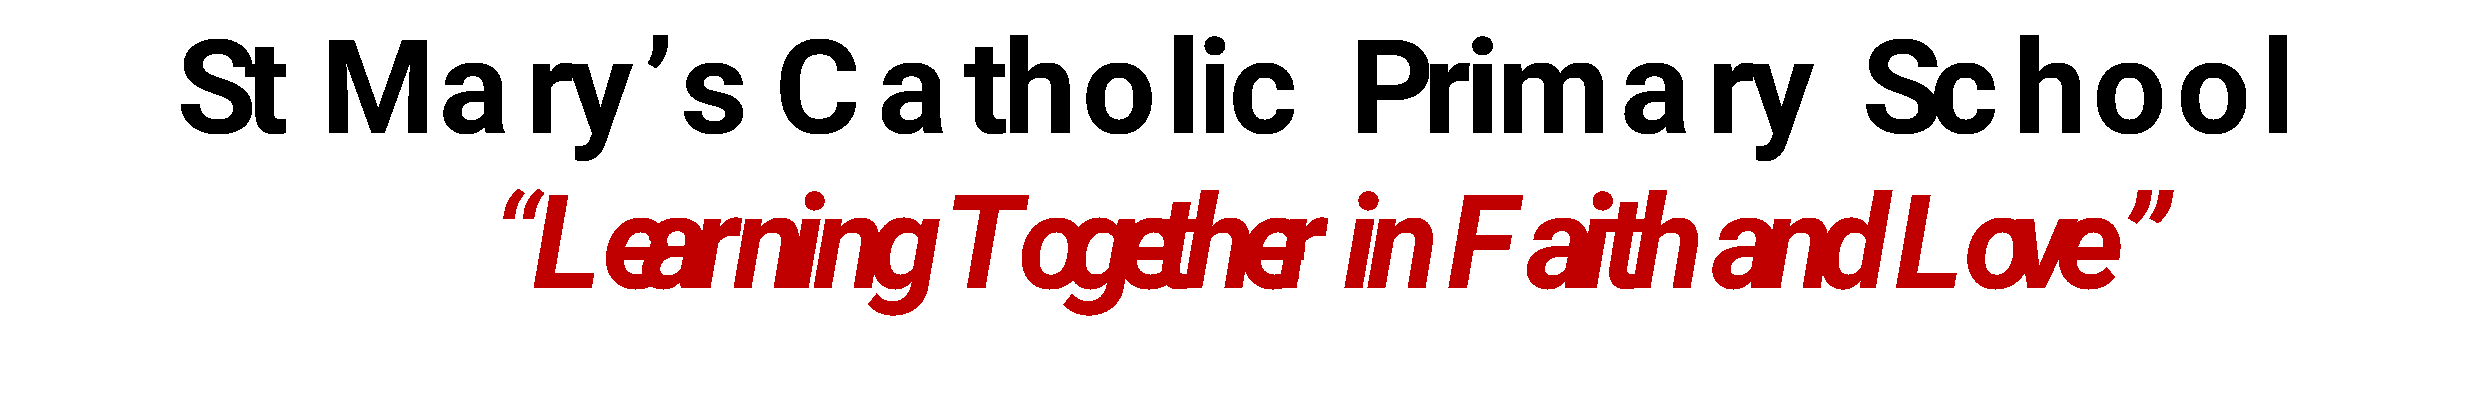 St Mary’s Catholic Primary School
“Learning Together in Faith and Love”